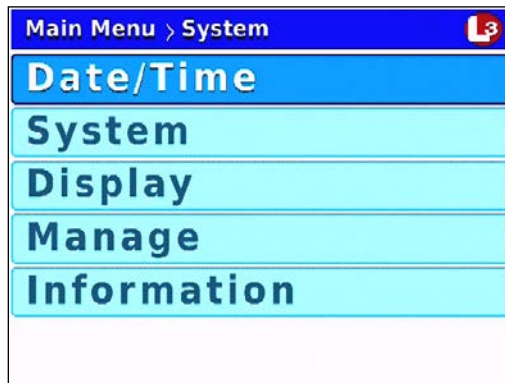 Main Menu > System
L3
Date/Time
System
Display
Manage
Information